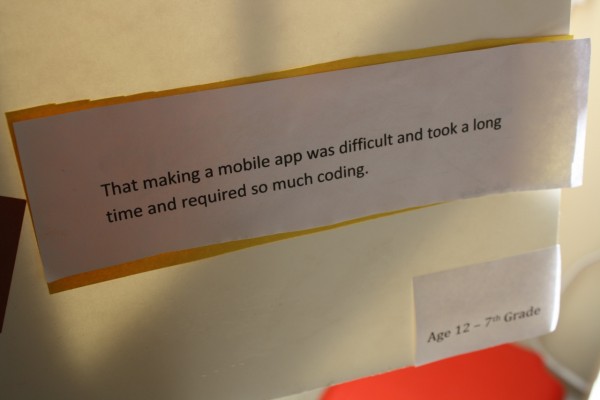 That making a mobile app was difficult and took a long
time and required so much coding.
Age 12 – 7th Grade